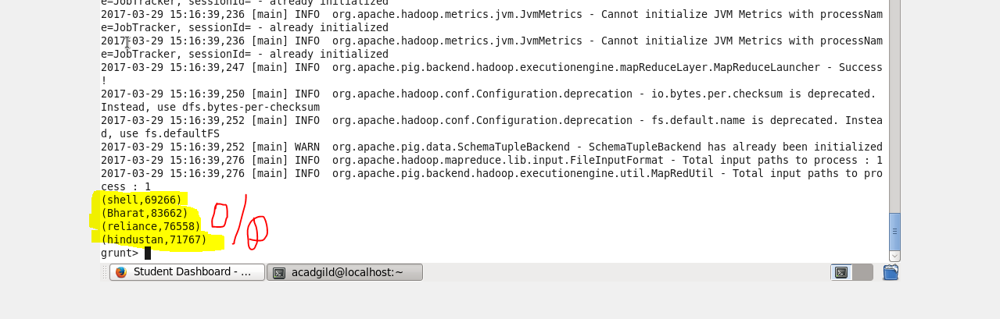 e=JobTracker, sessionId= - already initialized
2017-03-29 15:16:39,236 [main] INFO  org.apache.hadoop.metrics.jvm.JvmMetrics - Cannot initialize JVM Metrics with processNam
e=JobTracker, sessionId= - already initialized
2017-03-29 15:16:39,236 [main] INFO  org.apache.hadoop.metrics.jvm.JvmMetrics - Cannot initialize JVM Metrics with processNam
e=JobTracker, sessionId= - already initialized
2017-03-29 15:16:39,247 [main] INFO  org.apache.pig.backend.hadoop.executionengine.mapReduceLayer.MapReduceLauncher - Success
!
2017-03-29 15:16:39,250 [main] INFO  org.apache.hadoop.conf.Configuration.deprecation - io.bytes.per.checksum is deprecated.
Instead, use dfs.bytes-per-checksum
2017-03-29 15:16:39,252 [main] INFO  org.apache.hadoop.conf.Configuration.deprecation - fs.default.name is deprecated. Instea
d, use fs.defaultFS
2017-03-29 15:16:39,252 [main] WARN  org.apache.pig.data.SchemaTupleBackend - SchemaTupleBackend has already been initialized
2017-03-29 15:16:39,276 [main] INFO  org.apache.hadoop.mapreduce.lib.input.FileInputFormat - Total input paths to process : 1
2017-03-29 15:16:39,276 [main] INFO  org.apache.pig.backend.hadoop.executionengine.util.MapRedUtil - Total input paths to pro
cess : 1
(shell,69266)
(Bharat,83662)
(reliance,76558)
(hindustan,71767)
grunt>
Student Dashboard - ...
acadgild@localhost:~